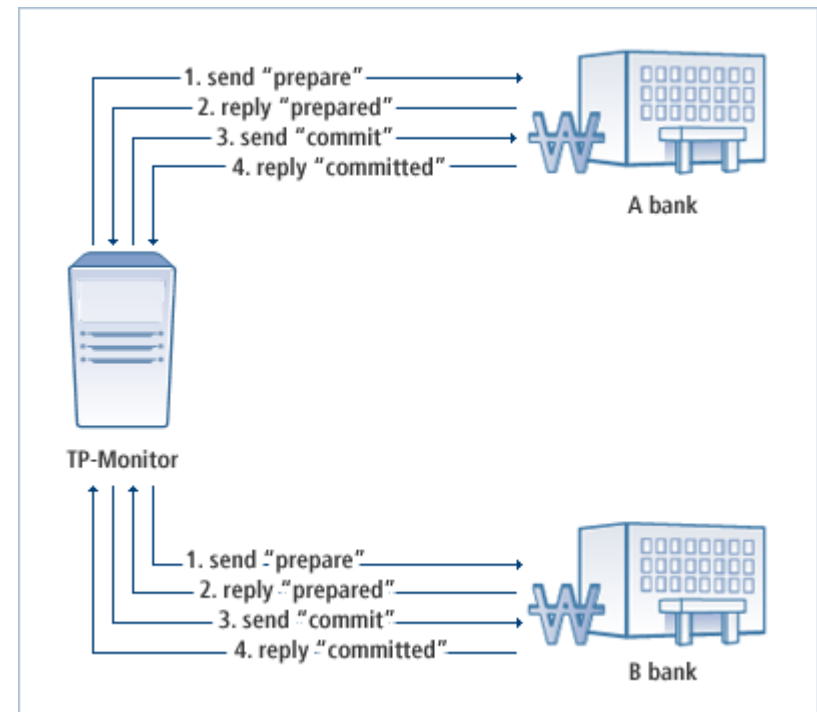 1. send “prepare”
2. reply “prepared”
3. send “commit”
4. reply “committed”
A bank
TP-Monitor
1. send “prepare”
2. reply “prepared”
3. send “commit”
4. reply “committed”
B bank